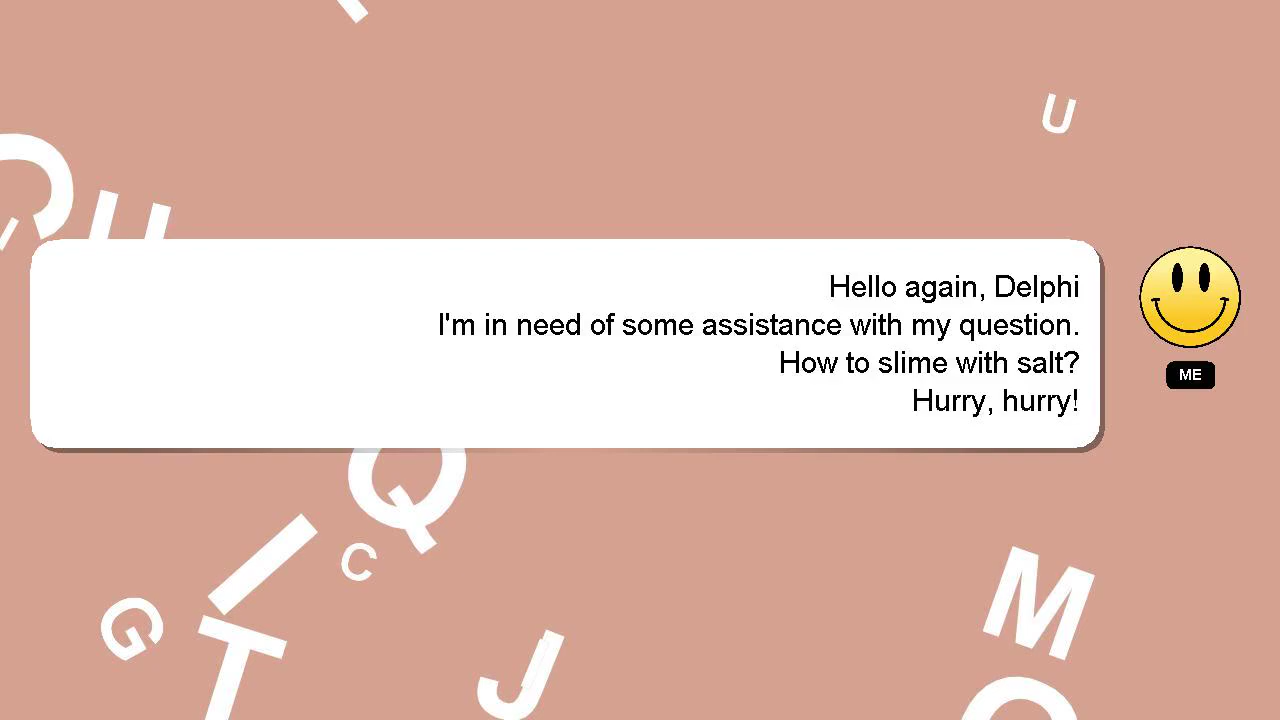 Hello again, Delphi
I'm in need of some assistance with my question.
How to slime with salt?
Hurry, hurry!
ME
U
U
Q
I
C
G
T
J
M